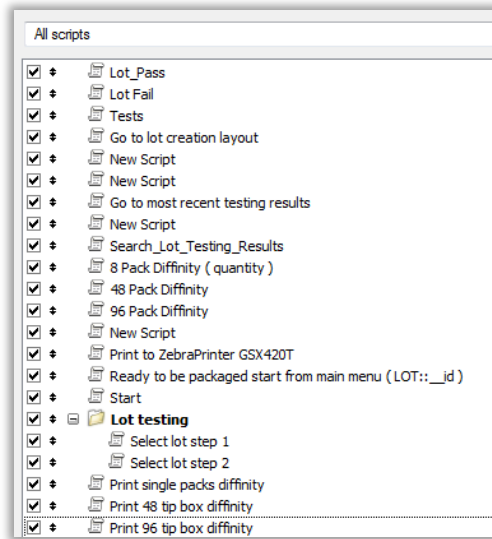 All scripts
Lot_Pass
Lot Fail
Tests
Go to lot creation layout
New Script
New Script
Go to most recent testing results
New Script
Search_Lot_Testing_Results
8 Pack Diffinity ( quantity )
48 Pack Diffinity
96 Pack Diffinity
New Script
Print to ZebraPrinter GSX420T
Ready to be packaged start from main menu ( LOT::__id )
Start
Lot testing
Select lot step 1
Select lot step 2
Print single packs diffinity
Print 48 tip box diffinity
Print 96 tip box diffinity